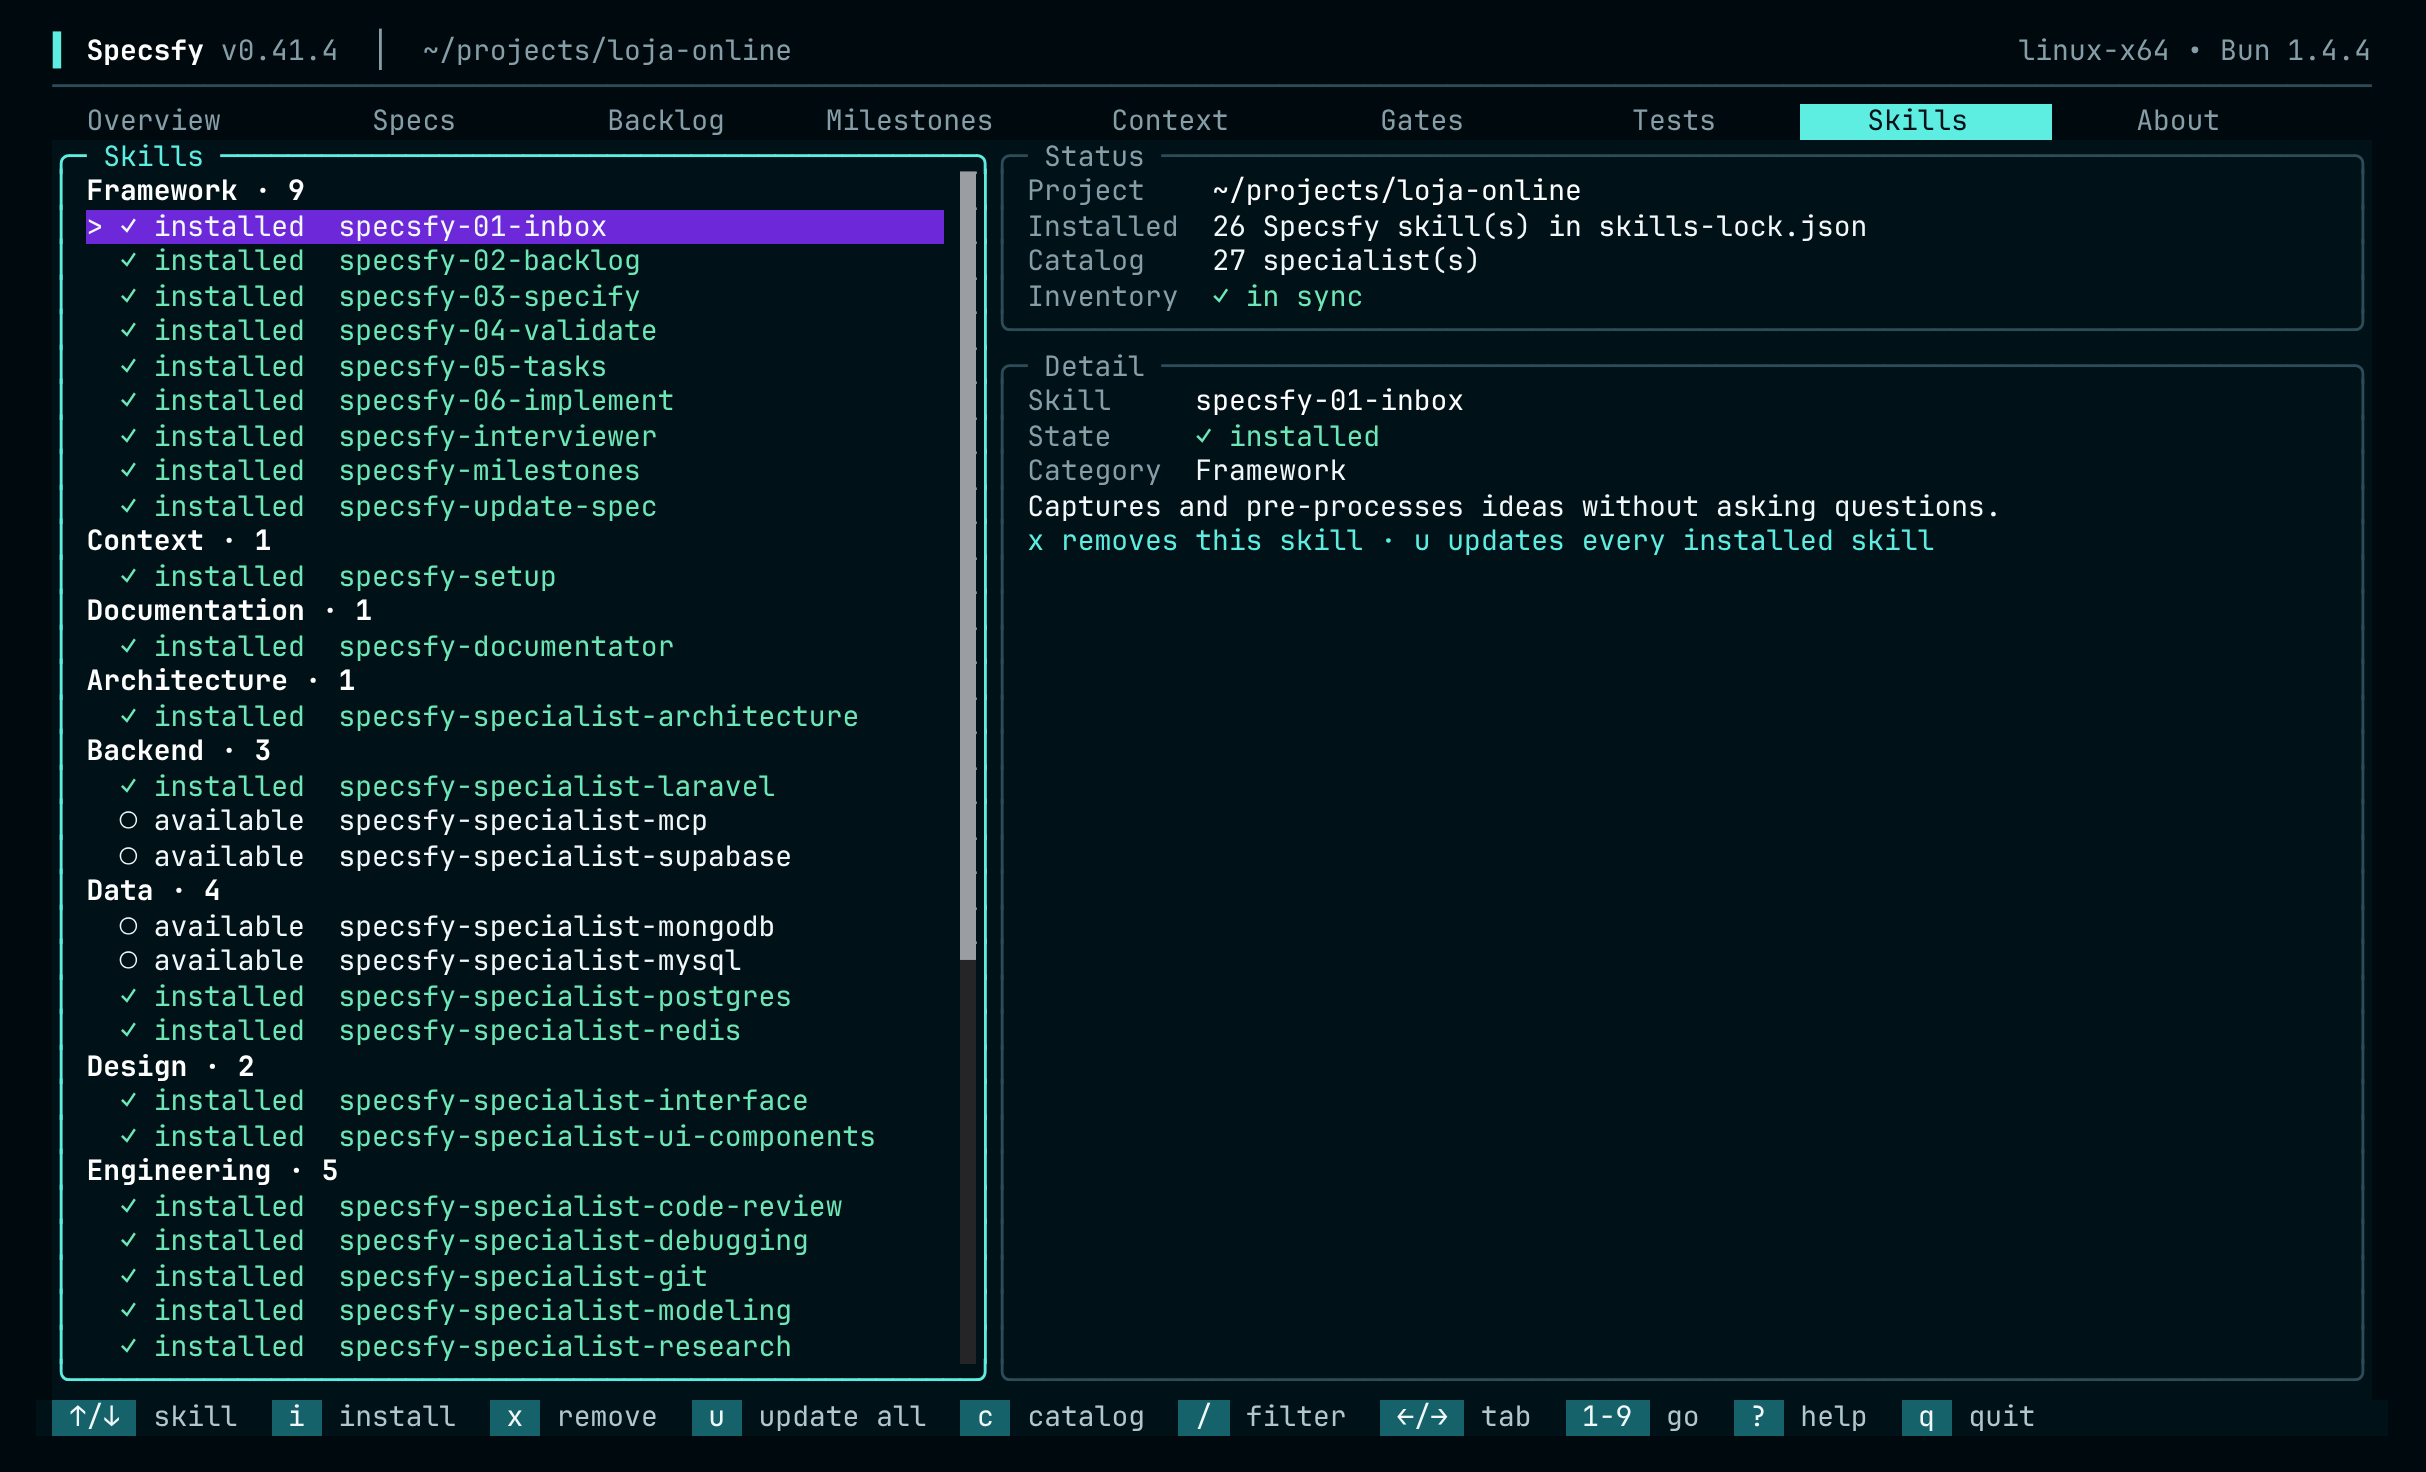 Specsfy v0.41.4 │ ~/projects/loja-online linux-x64 • Bun 1.4.4
Overview Specs Backlog Milestones Context Gates Tests Skills About
Skills
Framework · 9
> ✓ installed specsfy-01-inbox
✓ installed specsfy-02-backlog
✓ installed specsfy-03-specify
✓ installed specsfy-04-validate
✓ installed specsfy-05-tasks
✓ installed specsfy-06-implement
✓ installed specsfy-interviewer
✓ installed specsfy-milestones
✓ installed specsfy-update-spec
Context · 1
✓ installed specsfy-setup
Documentation · 1
✓ installed specsfy-documentator
Architecture · 1
✓ installed specsfy-specialist-architecture
Backend · 3
✓ installed specsfy-specialist-laravel
○ available specsfy-specialist-mcp
○ available specsfy-specialist-supabase
Data · 4
○ available specsfy-specialist-mongodb
○ available specsfy-specialist-mysql
✓ installed specsfy-specialist-postgres
✓ installed specsfy-specialist-redis
Design · 2
✓ installed specsfy-specialist-interface
✓ installed specsfy-specialist-ui-components
Engineering · 5
✓ installed specsfy-specialist-code-review
✓ installed specsfy-specialist-debugging
✓ installed specsfy-specialist-git
✓ installed specsfy-specialist-modeling
✓ installed specsfy-specialist-research
Status
Project ~/projects/loja-online
Installed 26 Specsfy skill(s) in skills-lock.json
Catalog 27 specialist(s)
Inventory ✓ in sync
Detail
Skill specsfy-01-inbox
State ✓ installed
Category Framework
Captures and pre-processes ideas without asking questions.
x removes this skill · u updates every installed skill
↑/↓ skill i install x remove u update all c catalog / filter ←/→ tab 1-9 go ? help q quit